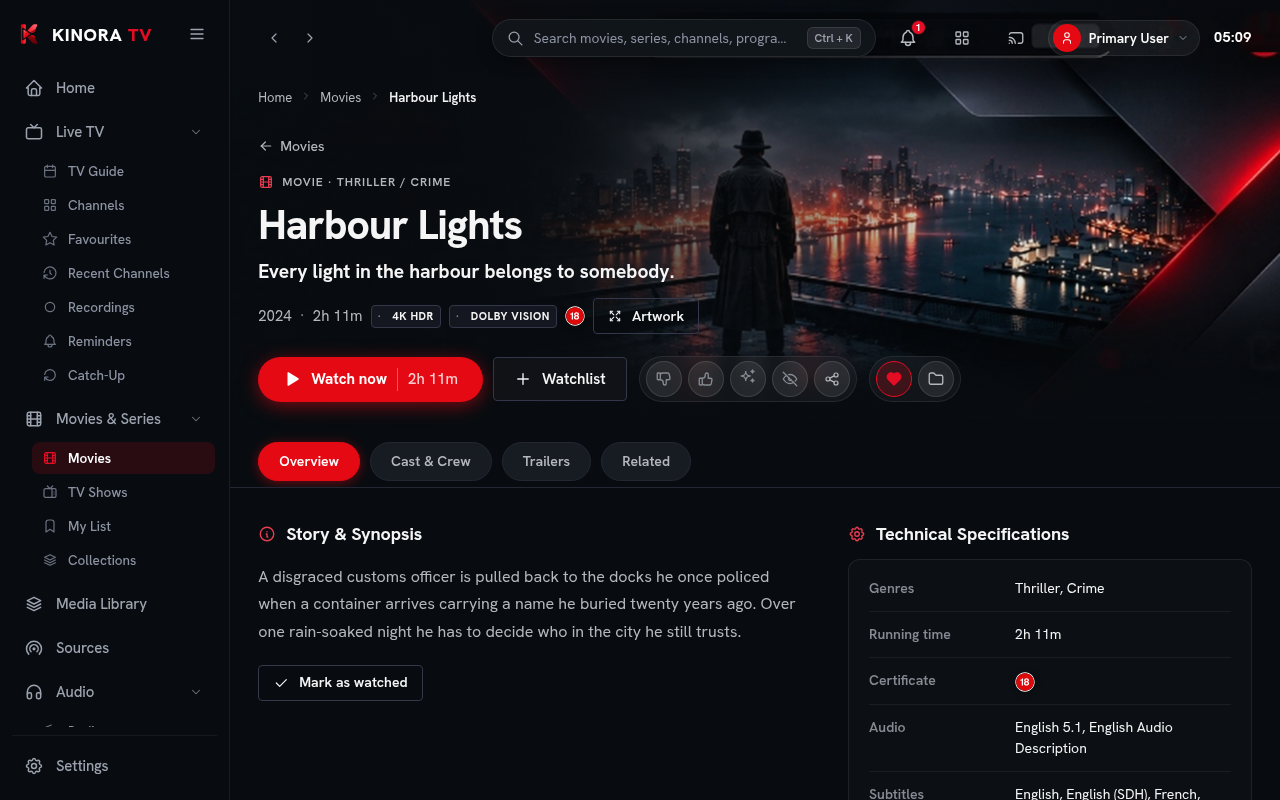 KINORA TV
Search movies, series, channels, progra...
Ctrl + K
1
Primary User
05:09
Home
Live TV
TV Guide
Channels
Favourites
Recent Channels
Recordings
Reminders
Catch-Up
Movies & Series
Movies
TV Shows
My List
Collections
Media Library
Sources
Audio
Settings
Home
Movies
Harbour Lights
Movies
MOVIE · THRILLER / CRIME
Harbour Lights
Every light in the harbour belongs to somebody.
2024 · 2h 11m · 4K HDR · DOLBY VISION 18 Artwork
Watch now 2h 11m
Watchlist
Overview
Cast & Crew
Trailers
Related
Story & Synopsis
A disgraced customs officer is pulled back to the docks he once policed
when a container arrives carrying a name he buried twenty years ago. Over
one rain-soaked night he has to decide who in the city he still trusts.
Mark as watched
Technical Specifications
Genres
Thriller, Crime
Running time
2h 11m
Certificate
18
Audio
English 5.1, English Audio
Description
Subtitles
English, English (SDH), French,